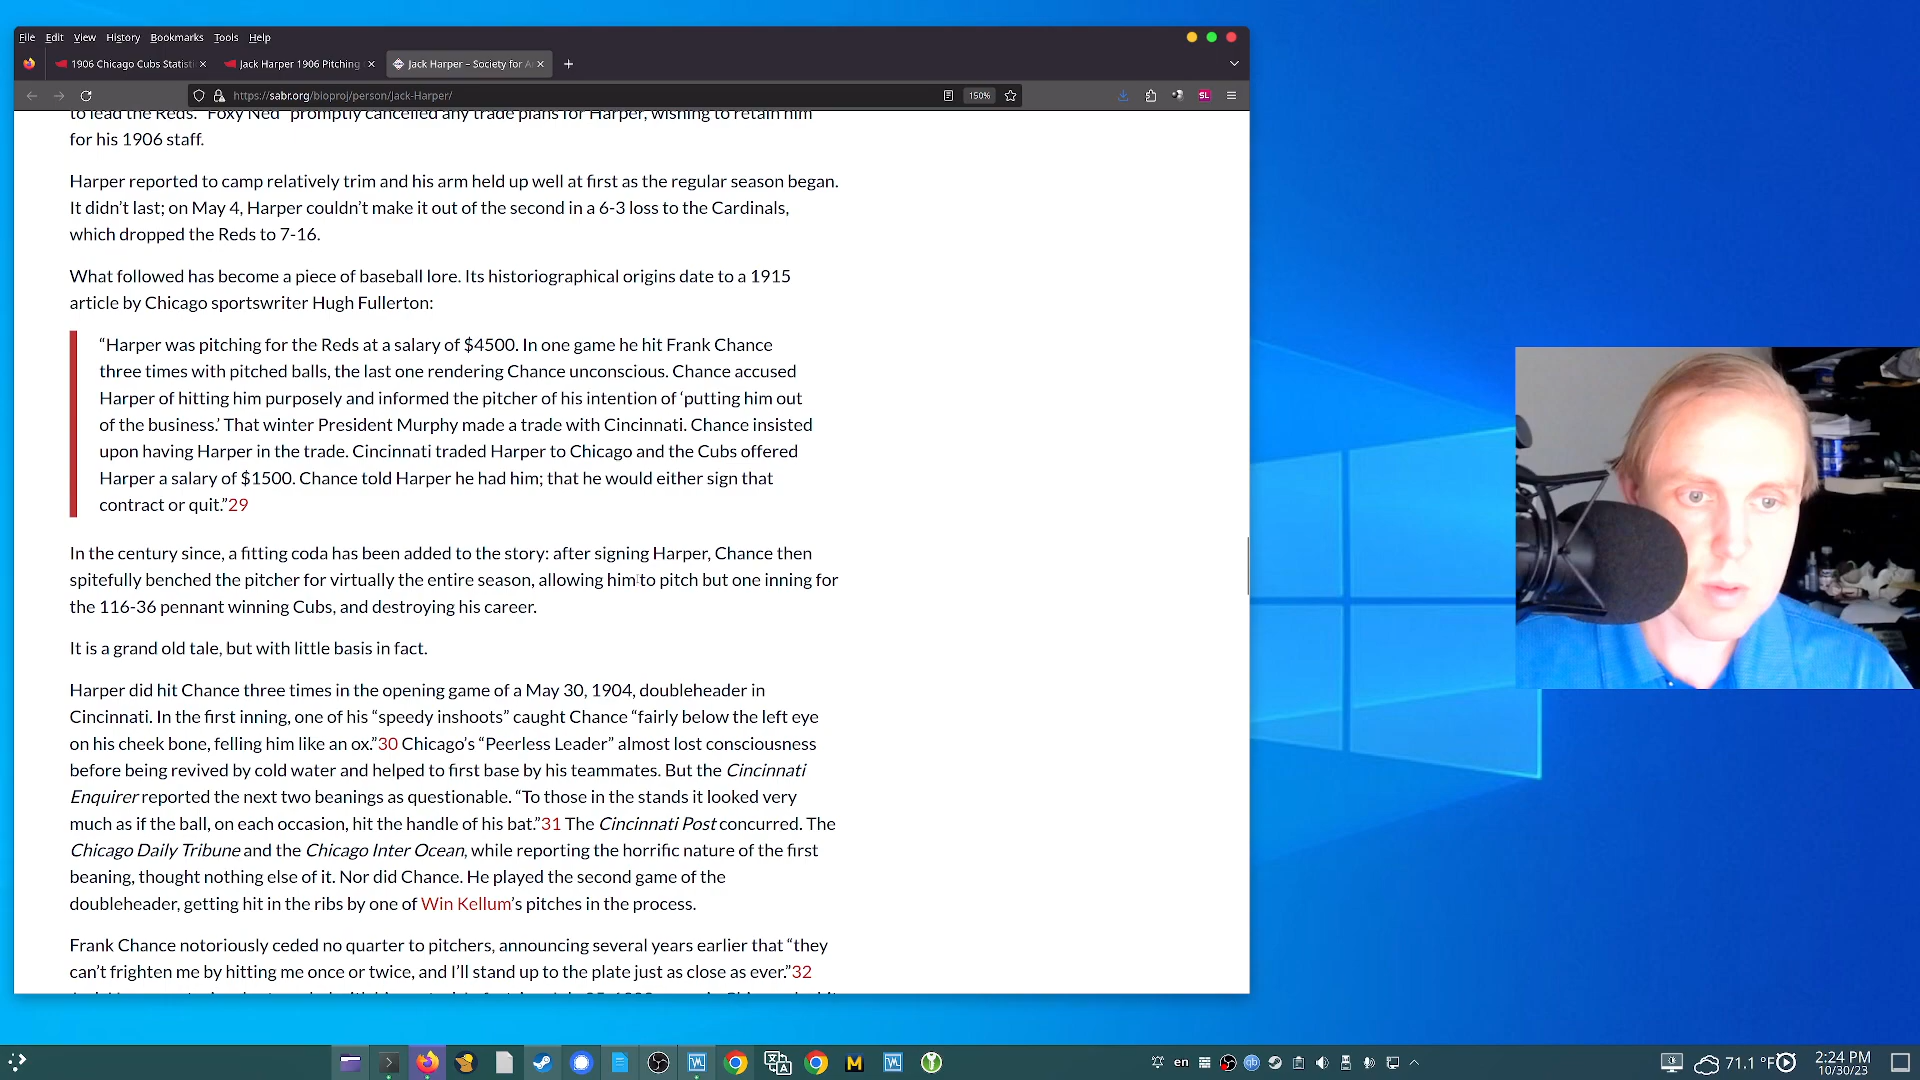 File Edit View History Bookmarks Tools Help
1906 Chicago Cubs Statisti
Jack Harper 1906 Pitching
Jack Harper – Society for A
https://sabr.org/bioproj/person/Jack-Harper/
150%
SL
to lead the Reds. “Foxy Ned” promptly cancelled any trade plans for Harper, wishing to retain him
for his 1906 staff.
Harper reported to camp relatively trim and his arm held up well at first as the regular season began.
It didn’t last; on May 4, Harper couldn’t make it out of the second in a 6-3 loss to the Cardinals,
which dropped the Reds to 7-16.
What followed has become a piece of baseball lore. Its historiographical origins date to a 1915
article by Chicago sportswriter Hugh Fullerton:
“Harper was pitching for the Reds at a salary of $4500. In one game he hit Frank Chance
three times with pitched balls, the last one rendering Chance unconscious. Chance accused
Harper of hitting him purposely and informed the pitcher of his intention of ‘putting him out
of the business.’ That winter President Murphy made a trade with Cincinnati. Chance insisted
upon having Harper in the trade. Cincinnati traded Harper to Chicago and the Cubs offered
Harper a salary of $1500. Chance told Harper he had him; that he would either sign that
contract or quit.”29
In the century since, a fitting coda has been added to the story: after signing Harper, Chance then
spitefully benched the pitcher for virtually the entire season, allowing him to pitch but one inning for
the 116-36 pennant winning Cubs, and destroying his career.
It is a grand old tale, but with little basis in fact.
Harper did hit Chance three times in the opening game of a May 30, 1904, doubleheader in
Cincinnati. In the first inning, one of his “speedy inshoots” caught Chance “fairly below the left eye
on his cheek bone, felling him like an ox.”30 Chicago’s “Peerless Leader” almost lost consciousness
before being revived by cold water and helped to first base by his teammates. But the Cincinnati
Enquirer reported the next two beanings as questionable. “To those in the stands it looked very
much as if the ball, on each occasion, hit the handle of his bat.”31 The Cincinnati Post concurred. The
Chicago Daily Tribune and the Chicago Inter Ocean, while reporting the horrific nature of the first
beaning, thought nothing else of it. Nor did Chance. He played the second game of the
doubleheader, getting hit in the ribs by one of Win Kellum’s pitches in the process.
Frank Chance notoriously ceded no quarter to pitchers, announcing several years earlier that “they
can’t frighten me by hitting me once or twice, and I’ll stand up to the plate just as close as ever.”32
en
71.1 °F
2:24 PM
10/30/23